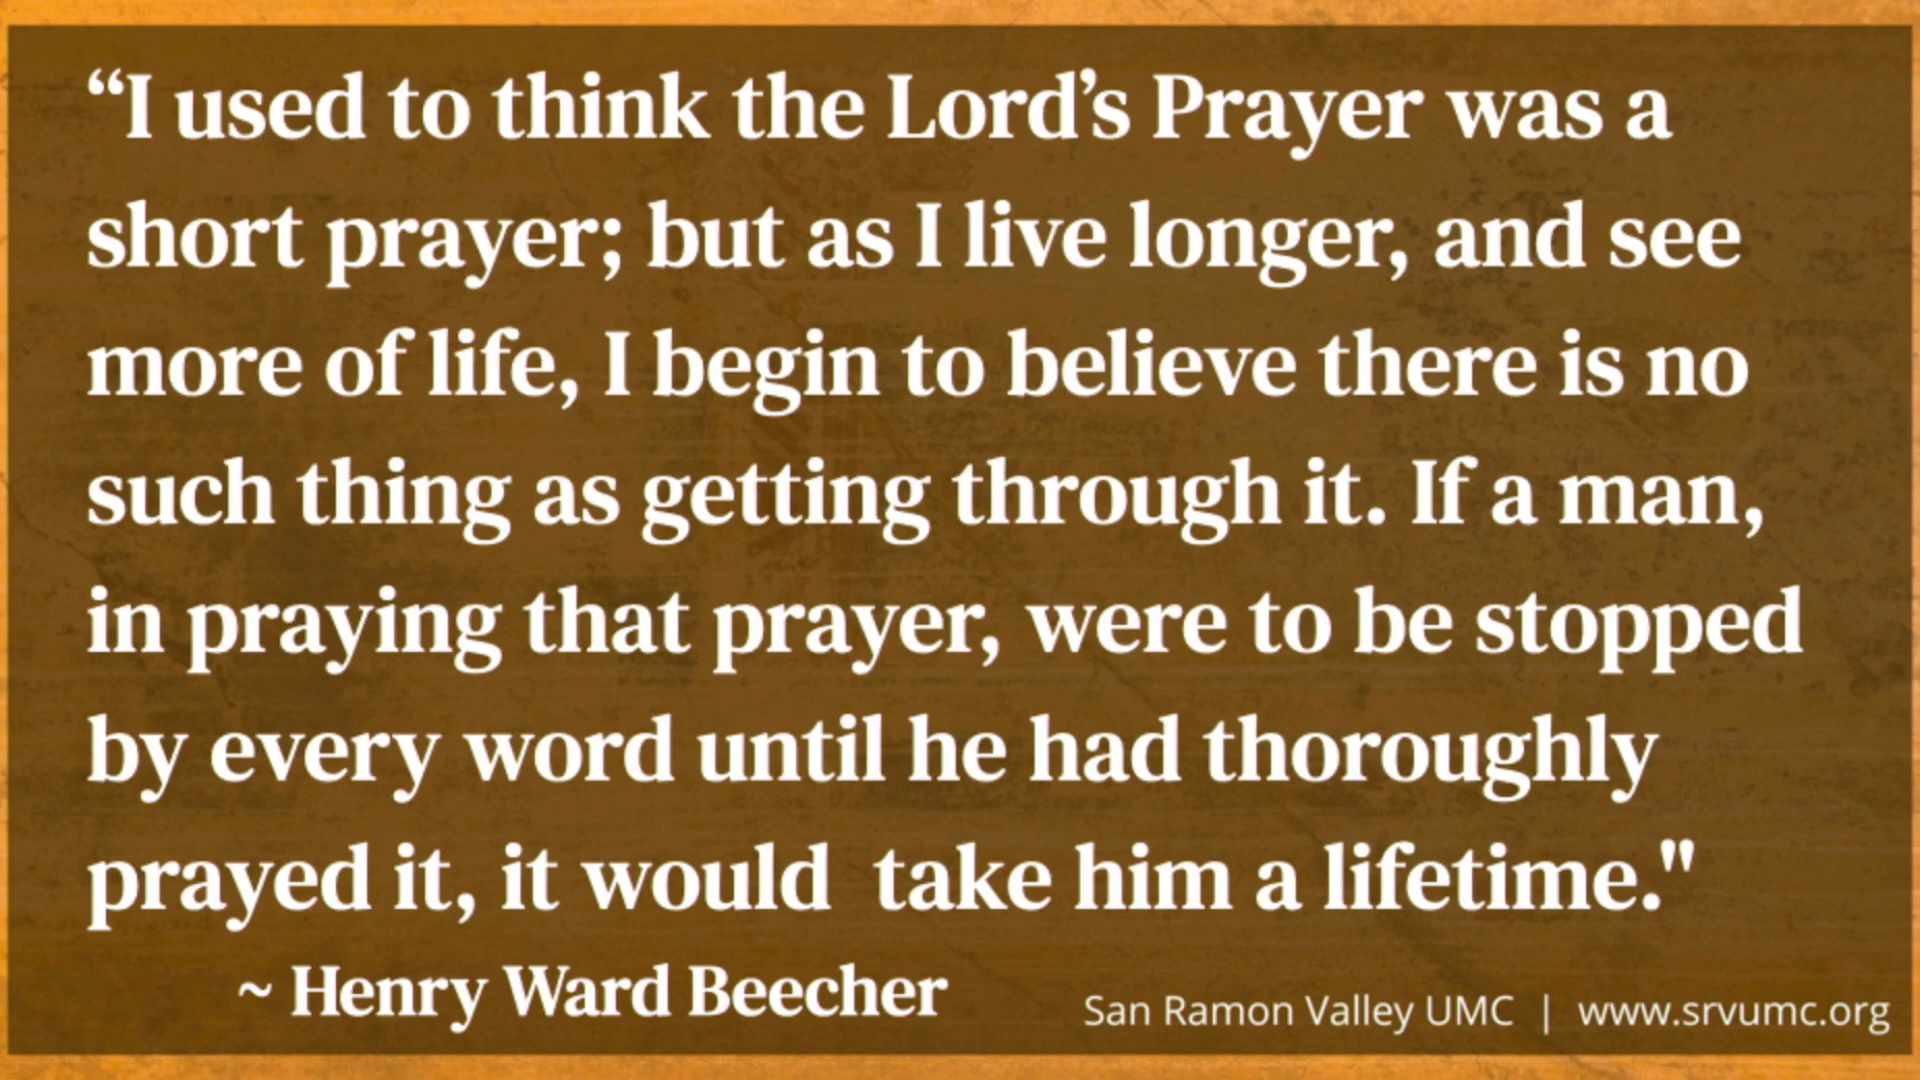 “I used to think the Lord’s Prayer was a
short prayer; but as I live longer, and see
more of life, I begin to believe there is no
such thing as getting through it. If a man,
in praying that prayer, were to be stopped
by every word until he had thoroughly
prayed it, it would  take him a lifetime."
~ Henry Ward Beecher
San Ramon Valley UMC | www.srvumc.org